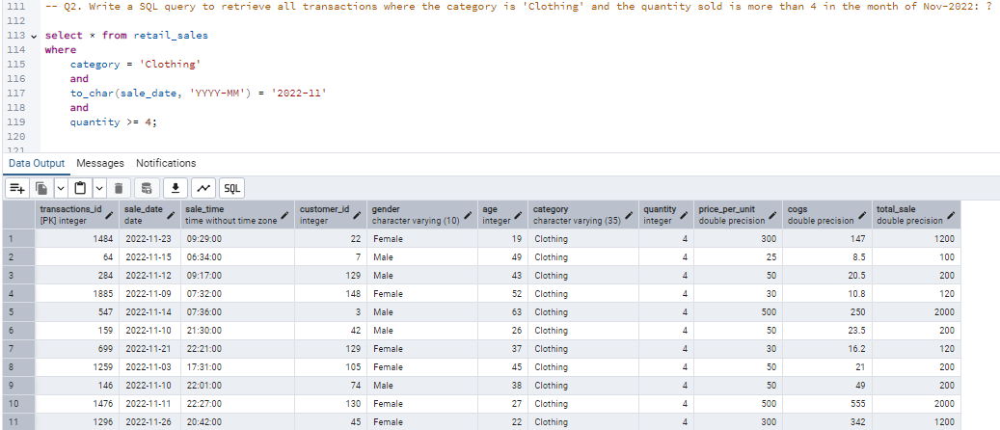 111 -- Q2. Write a SQL query to retrieve all transactions where the category is 'Clothing' and the quantity sold is more than 4 in the month of Nov-2022: ?
112
113 select * from retail_sales
114 where
115 category = 'Clothing'
116 and
117 to_char(sale_date, 'YYYY-MM') = '2022-11'
118 and
119 quantity >= 4;
120
121
Data Output Messages Notifications
SQL
transactions_id sale_date sale_time customer_id gender age category quantity price_per_unit cogs total_sale
[PK] integer date time without time zone integer character varying (10) integer character varying (35) integer double precision double precision double precision
1 1484 2022-11-23 09:29:00 22 Female 19 Clothing 4 300 147 1200
2 64 2022-11-15 06:34:00 7 Male 49 Clothing 4 25 8.5 100
3 284 2022-11-12 09:17:00 129 Male 43 Clothing 4 50 20.5 200
4 1885 2022-11-09 07:32:00 148 Female 52 Clothing 4 30 10.8 120
5 547 2022-11-14 07:36:00 3 Male 63 Clothing 4 500 250 2000
6 159 2022-11-10 21:30:00 42 Male 26 Clothing 4 50 23.5 200
7 699 2022-11-21 22:21:00 129 Female 37 Clothing 4 30 16.2 120
8 1259 2022-11-03 17:31:00 105 Female 45 Clothing 4 50 21 200
9 146 2022-11-10 22:01:00 74 Male 38 Clothing 4 50 49 200
10 1476 2022-11-11 22:27:00 130 Female 27 Clothing 4 500 555 2000
11 1296 2022-11-26 20:42:00 45 Female 22 Clothing 4 300 342 1200